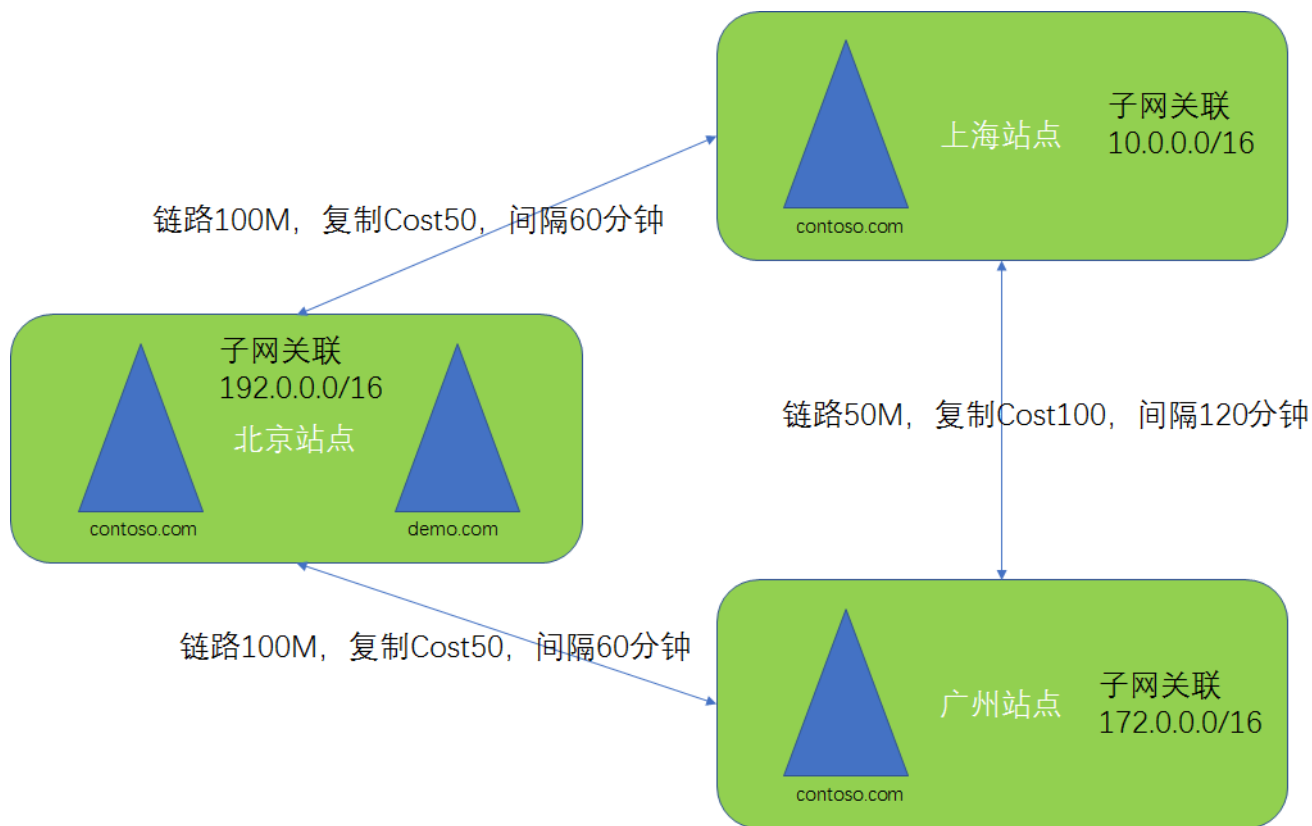 子网关联
10.0.0.0/16
上海站点
contoso.com
链路100M，复制Cost50，间隔60分钟
子网关联
192.0.0.0/16
北京站点
contoso.com
demo.com
链路50M，复制Cost100，间隔120分钟
链路100M，复制Cost50，间隔60分钟
子网关联
172.0.0.0/16
广州站点
contoso.com